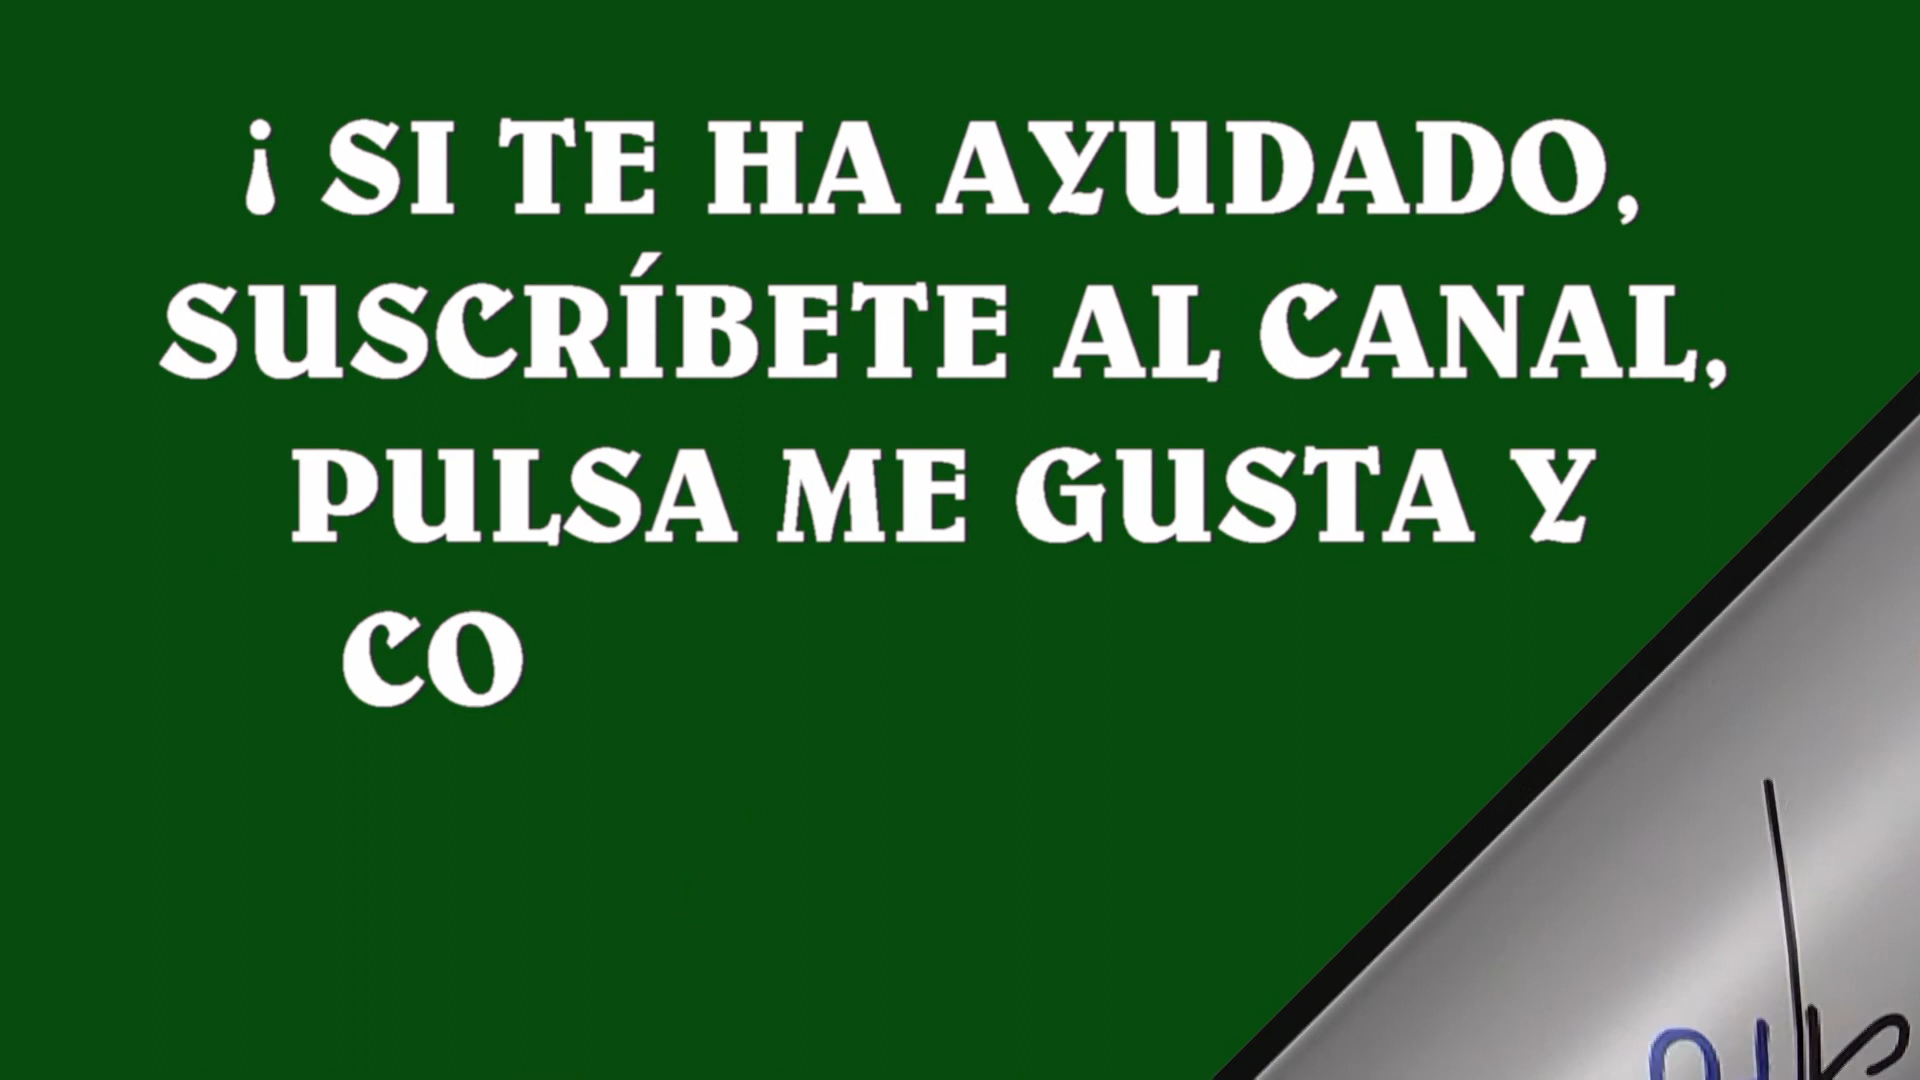 ¡ SI TE HA AYUDADO,
SUSCRÍBETE AL CANAL,
PULSA ME GUSTA Y
CO